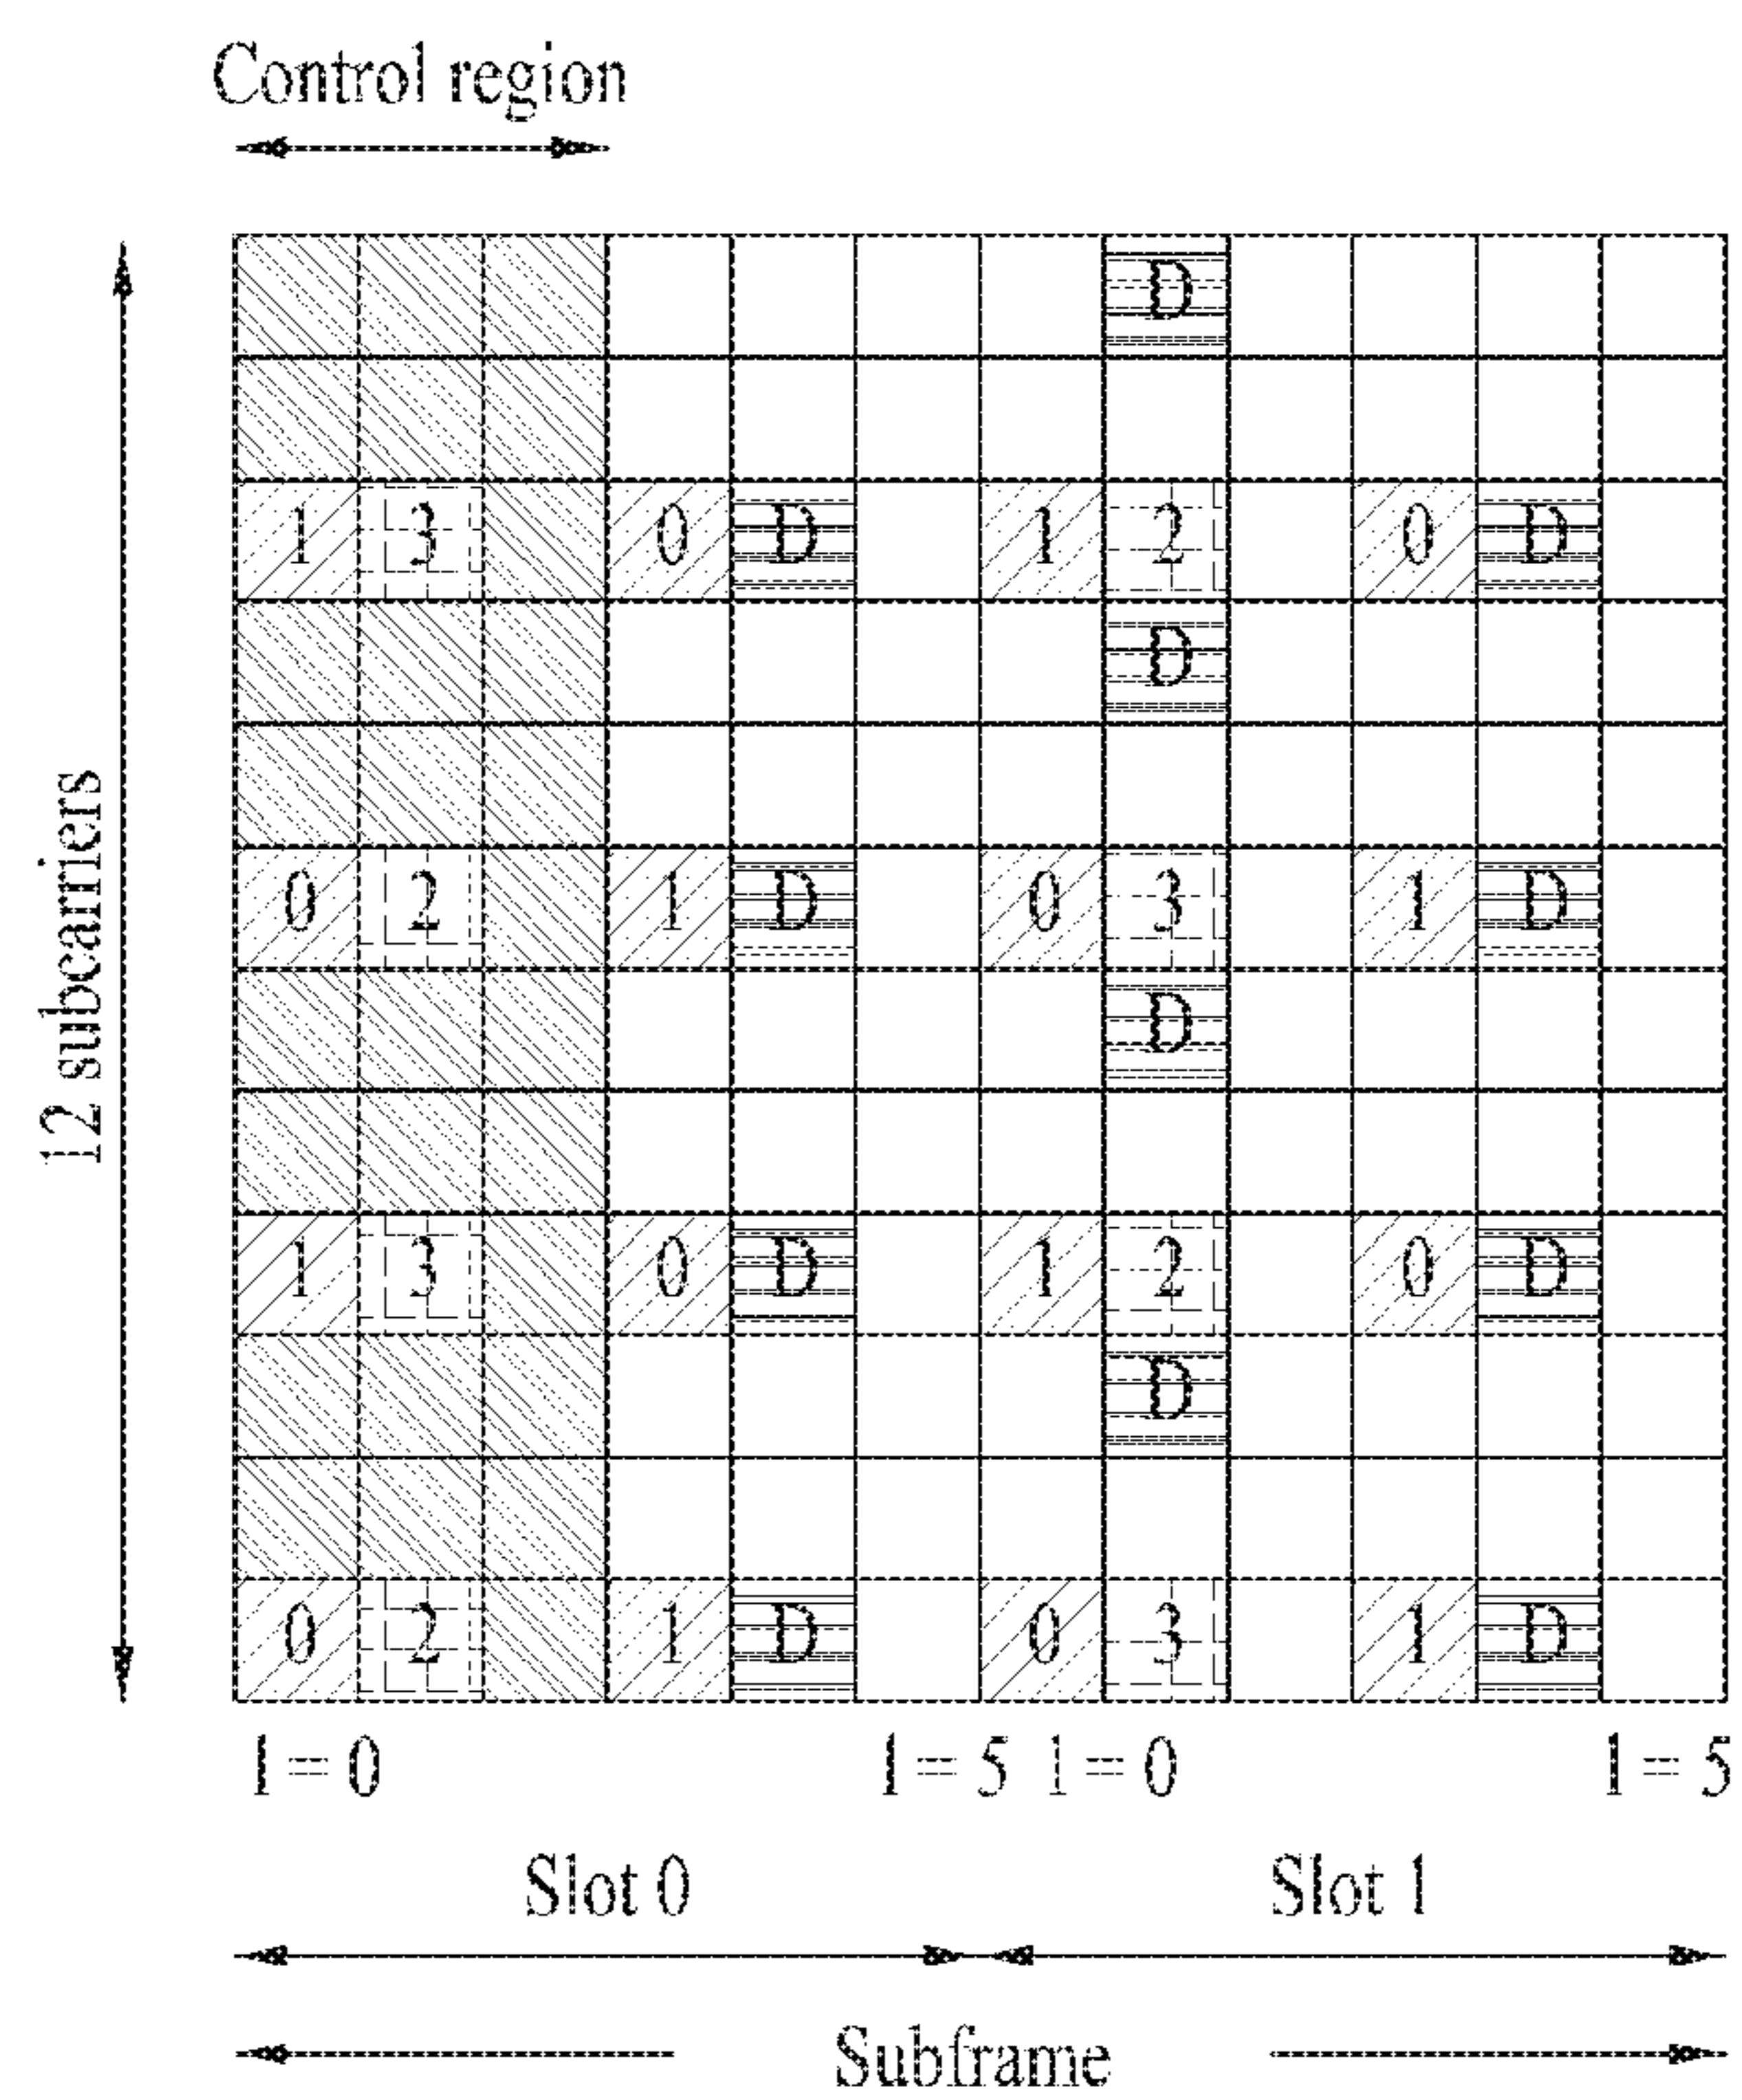 Control region
12 subcarriers
D
1 3 0 D 1 2 0 D
D
0 2 1 D 0 3 1 D
D
1 3 0 D 1 2 0 D
D
0 2 1 D 0 3 1 D
l = 0 l = 5 l = 0 l = 5
Slot 0 Slot 1
Subframe